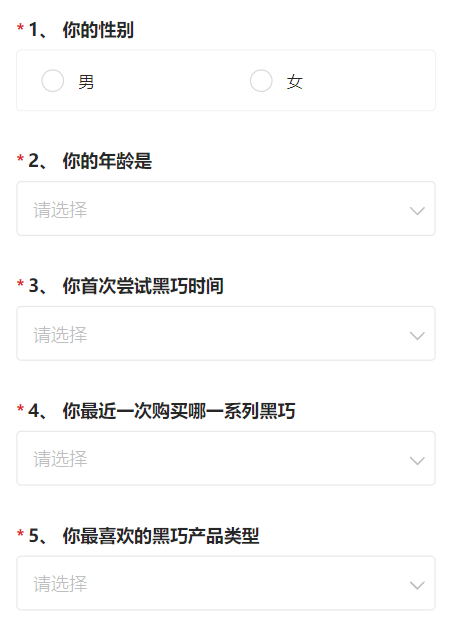 * 1、 你的性别
男 女
* 2、 你的年龄是
请选择
* 3、 你首次尝试黑巧时间
请选择
* 4、 你最近一次购买哪一系列黑巧
请选择
* 5、 你最喜欢的黑巧产品类型
请选择